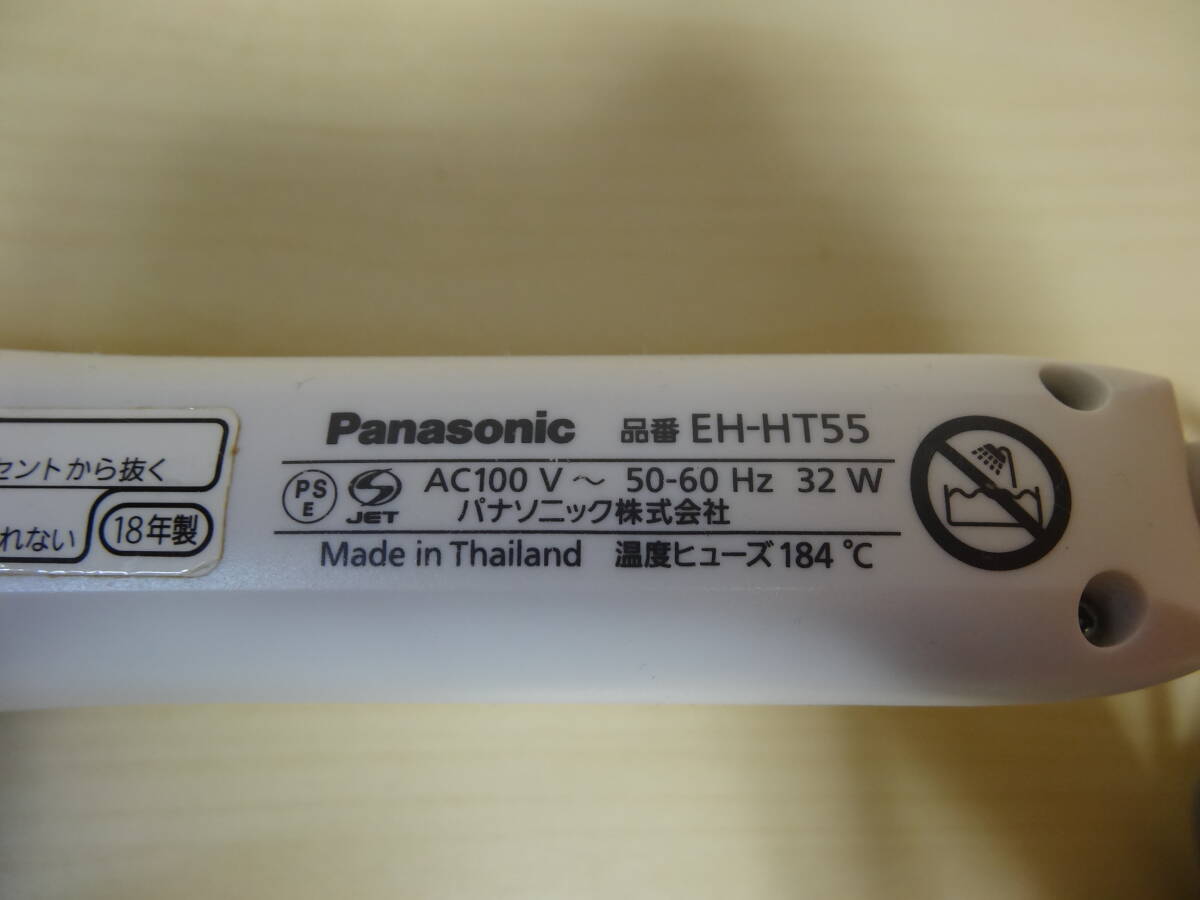 セントから抜く
れない
18年製
Panasonic 品番 EH-HT55
PS
E
JET
AC100 V ～ 50-60 Hz 32 W
パナソニック株式会社
Made in Thailand 温度ヒューズ 184 ℃